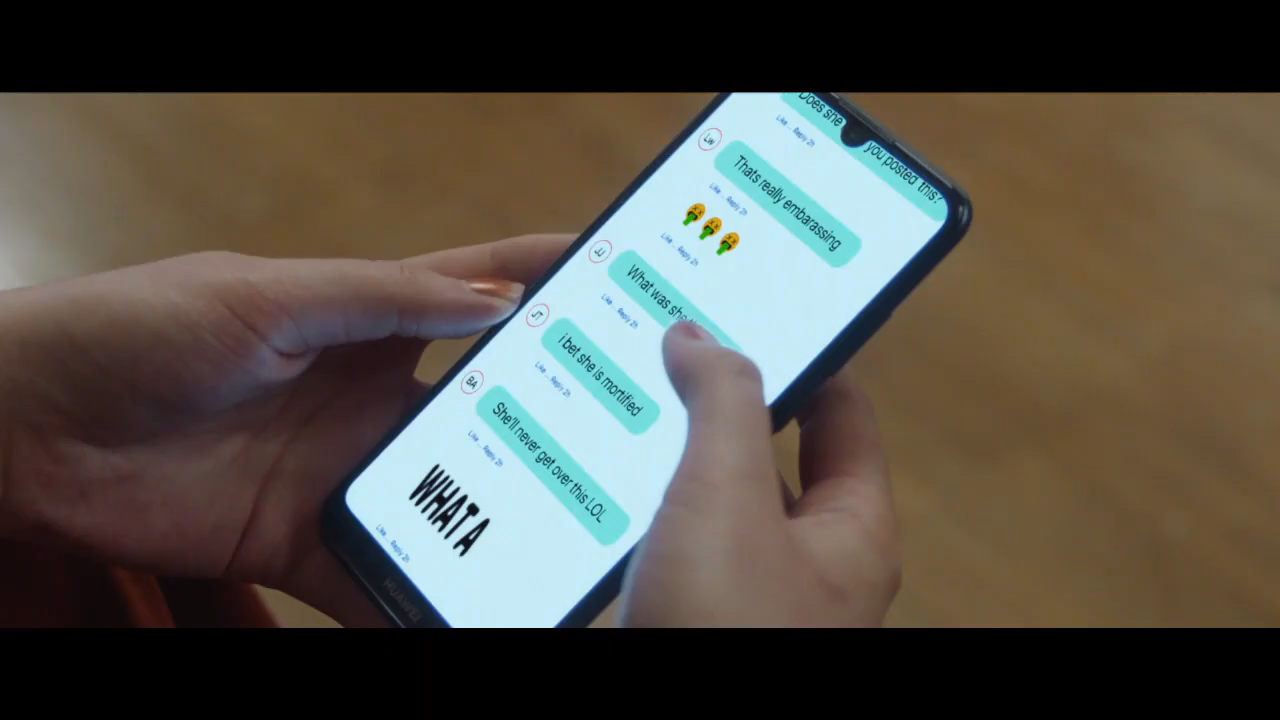 Does she you posted this?
Like ... Reply 2h
LW
Thats really embarassing
Like ... Reply 2h
Like ... Reply 2h
JJ
What was she
Like ... Reply 2h
JT
i bet she is mortified
Like ... Reply 2h
BA
She'll never get over this LOL
Like ... Reply 2h
WHAT A
Like ... Reply 2h
HUAWEI